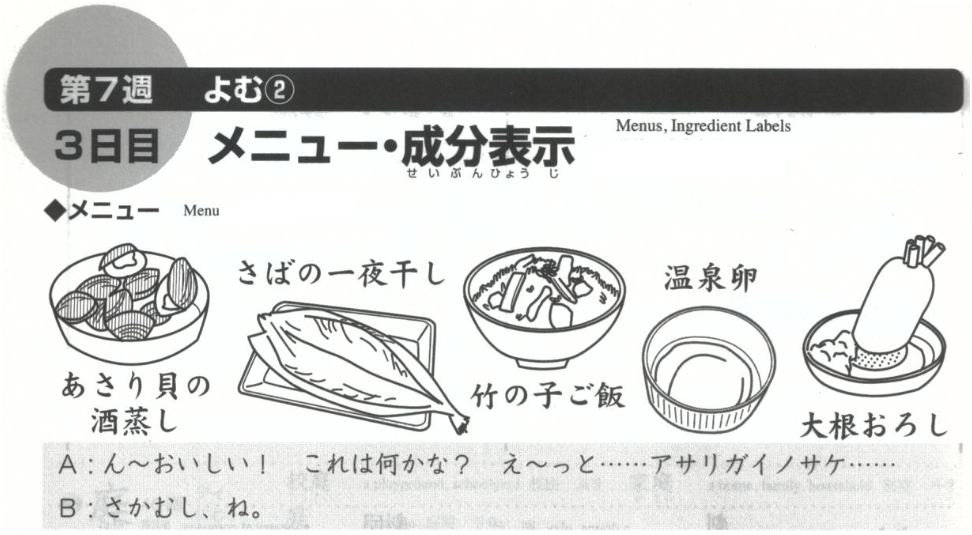 第7週 よむ②
3日目 メニュー・成分表示 Menus, Ingredient Labels
せいぶんひょうじ
◆メニュー Menu
さばの一夜干し
温泉卵
あさり貝の
酒蒸し
竹の子ご飯
大根おろし
A:ん～おいしい! これは何かな? え～っと……アサリガイノサケ……
B:さかむし、ね。